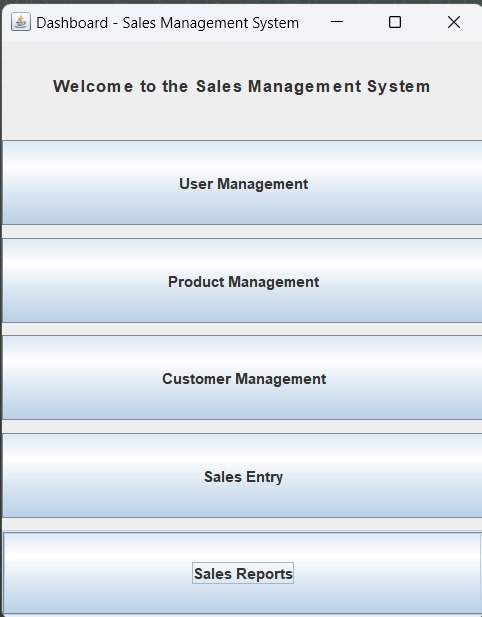 Dashboard - Sales Management System
Welcome to the Sales Management System
User Management
Product Management
Customer Management
Sales Entry
Sales Reports